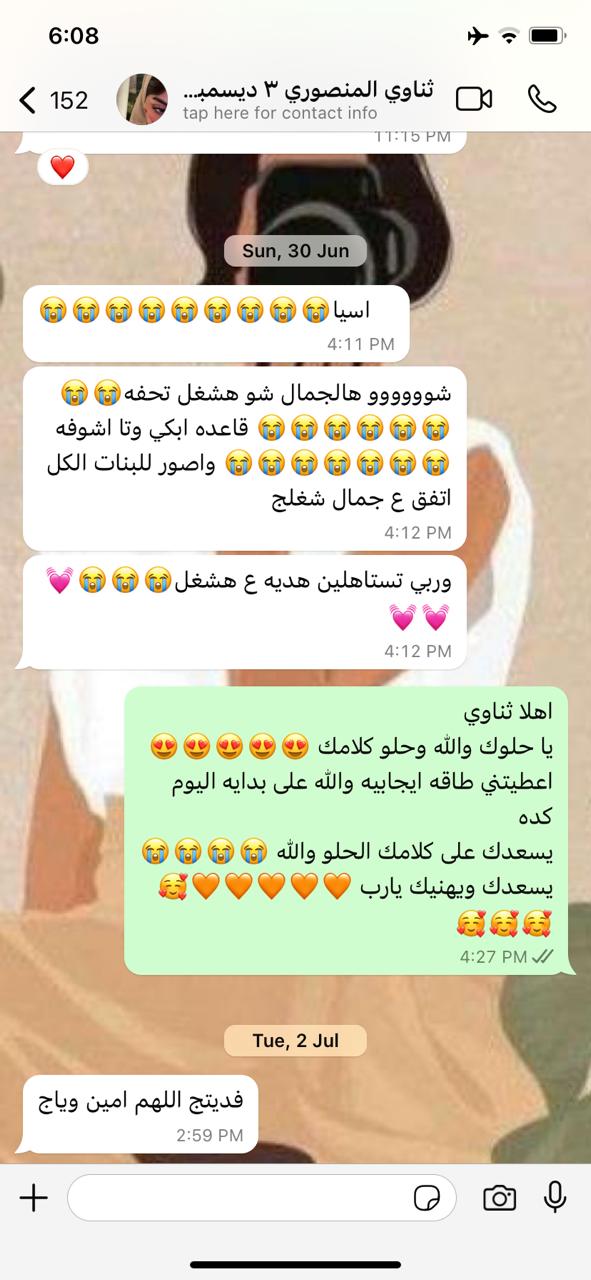 6:08
152
ثناوي المنصوري ٣ ديسمبـ...
tap here for contact info
11:15 PM
❤️
Sun, 30 Jun
اسيا😭😭😭😭😭😭😭😭😭
4:11 PM
شوووووو هالجمال شو هشغل تحفه😭😭
😭😭😭😭😭😭 قاعده ابكي وتا اشوفه
😭😭😭😭😭😭😭 واصور للبنات الكل
اتفق ع جمال شغلج
4:12 PM
وربي تستاهلين هديه ع هشغل😭😭😭💓
💓💓
4:12 PM
اهلا ثناوي
يا حلوك والله وحلو كلامك 😍😍😍😍😍
اعطيتني طاقه ايجابيه والله على بدايه اليوم
كده
يسعدك على كلامك الحلو والله 😭😭😭😭
يسعدك ويهنيك يارب 🧡🧡🧡🧡🧡🥰
🥰🥰🥰
4:27 PM
Tue, 2 Jul
فديتج اللهم امين وياج
2:59 PM